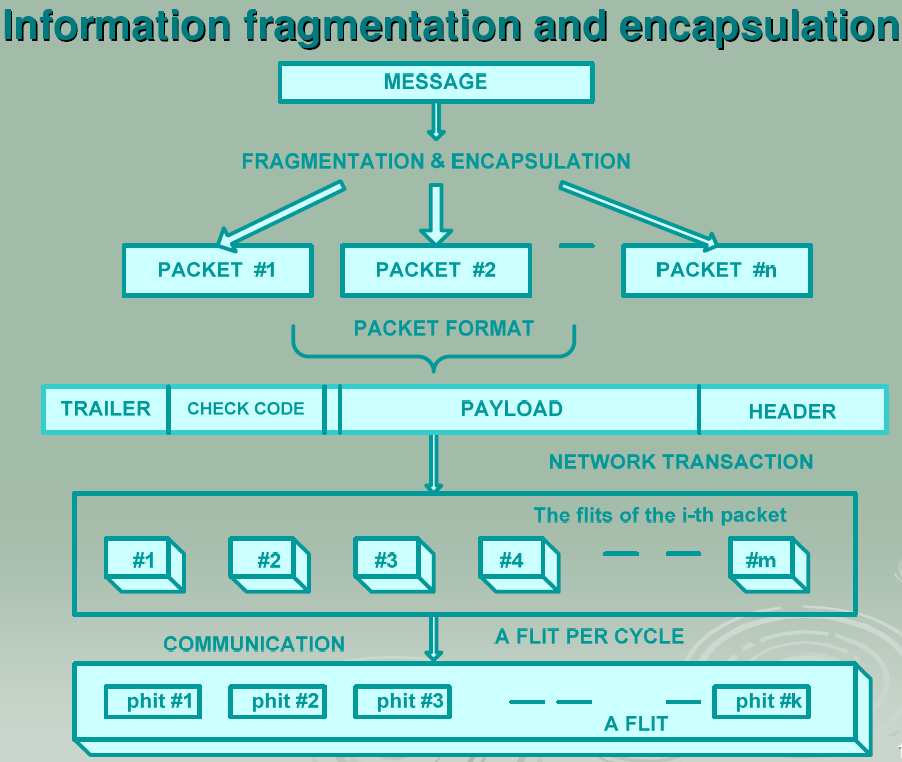 Information fragmentation and encapsulation
MESSAGE
FRAGMENTATION & ENCAPSULATION
PACKET #1
PACKET #2
PACKET #n
PACKET FORMAT
TRAILER
CHECK CODE
PAYLOAD
HEADER
NETWORK TRANSACTION
The flits of the i-th packet
#1
#2
#3
#4
#m
COMMUNICATION
A FLIT PER CYCLE
phit #1
phit #2
phit #3
phit #k
A FLIT